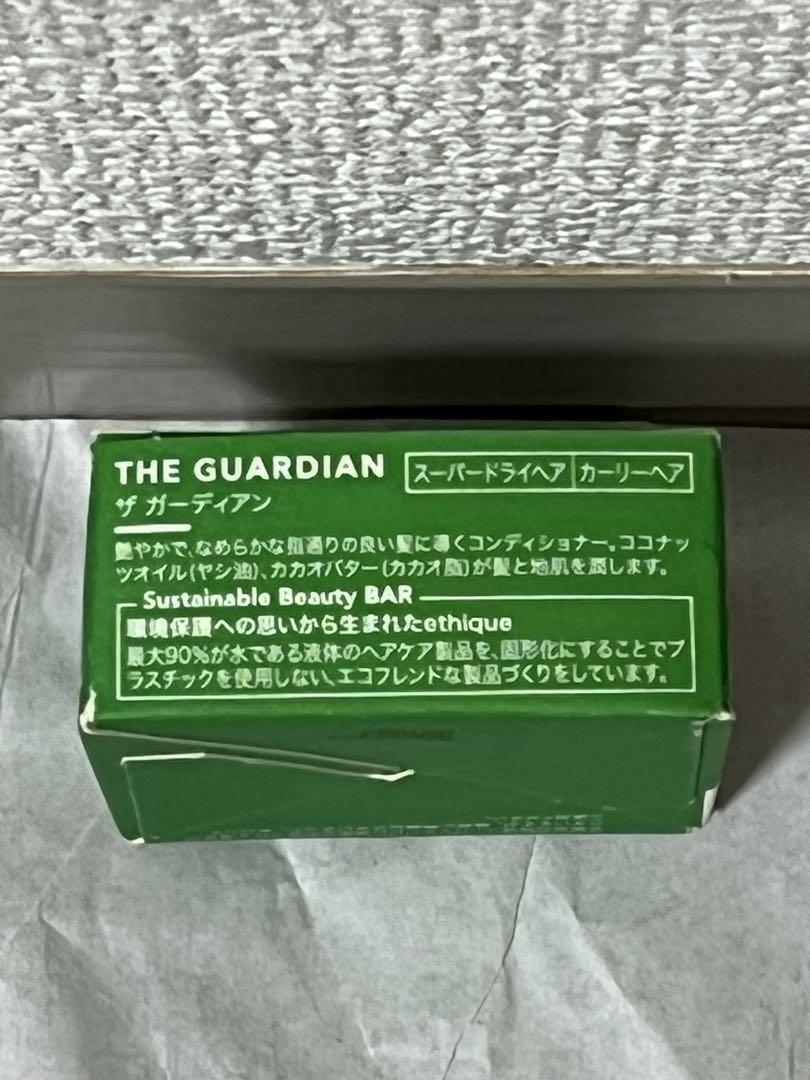 THE GUARDIAN
スーパードライヘア カーリーヘア
ザ ガーディアン
艶やかで、なめらかな指通りの良い髪に導くコンディショナー。ココナッ
ツオイル(ヤシ油)、カカオバター(カカオ脂)が髪と地肌を潤します。
Sustainable Beauty BAR
環境保護への思いから生まれたethique
最大90%が水である液体のヘアケア製品を、固形化にすることでプ
ラスチックを使用しない、エコフレンドな製品づくりをしています。